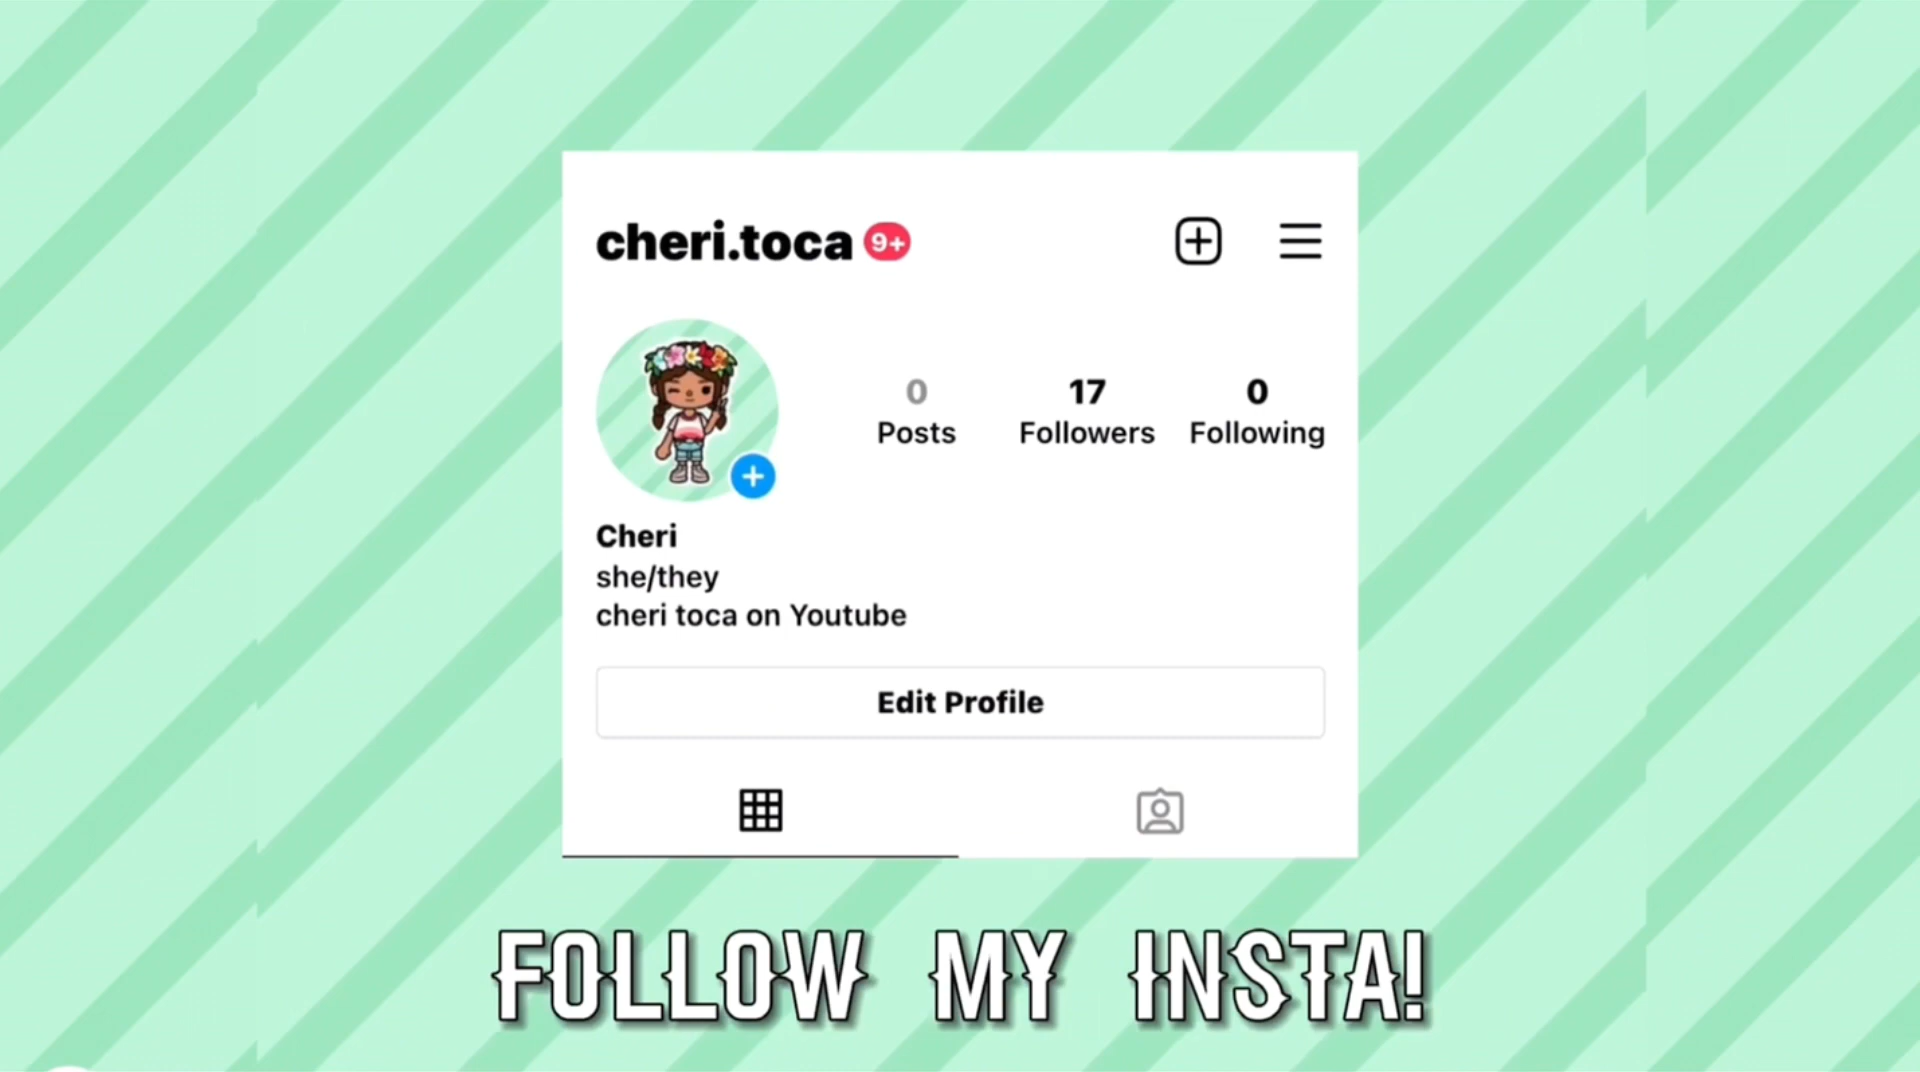 cheri.toca 9+
0 17 0
Posts Followers Following
Cheri
she/they
cheri toca on Youtube
Edit Profile
FOLLOW MY INSTA!